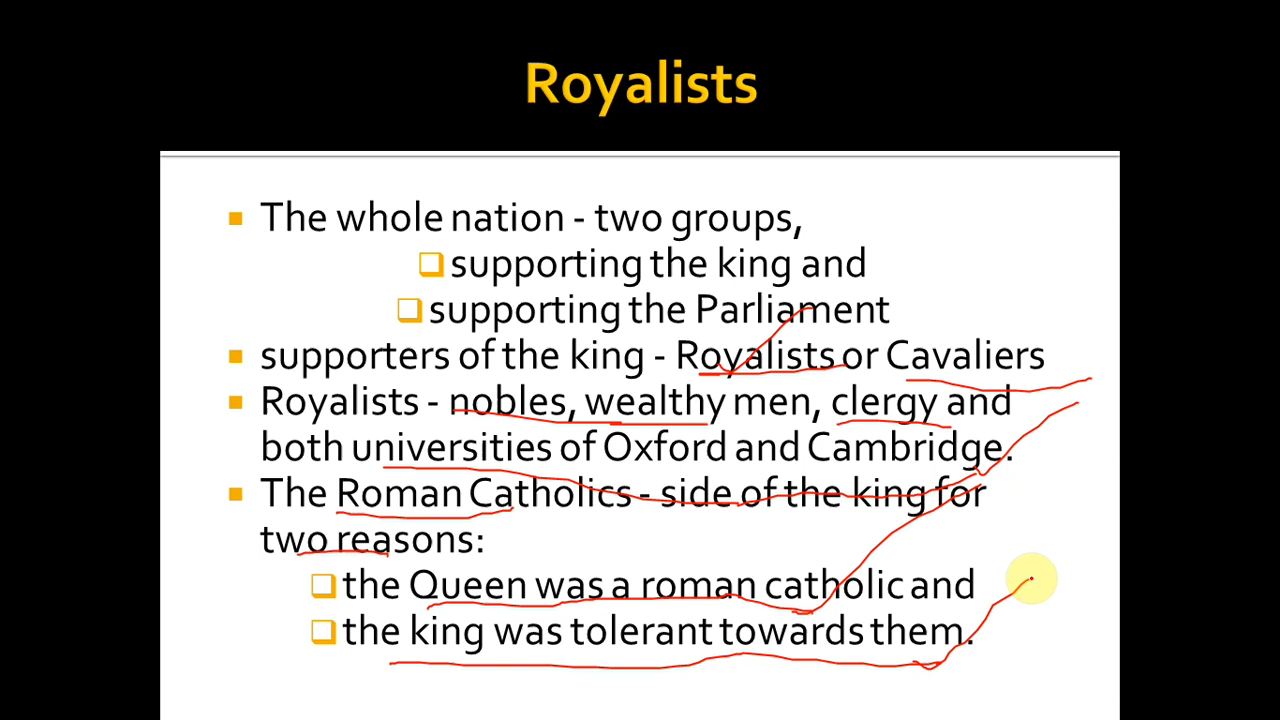 Royalists
The whole nation - two groups,
supporting the king and
supporting the Parliament
supporters of the king - Royalists or Cavaliers
Royalists - nobles, wealthy men, clergy and
both universities of Oxford and Cambridge.
The Roman Catholics - side of the king for
two reasons:
the Queen was a roman catholic and
the king was tolerant towards them.